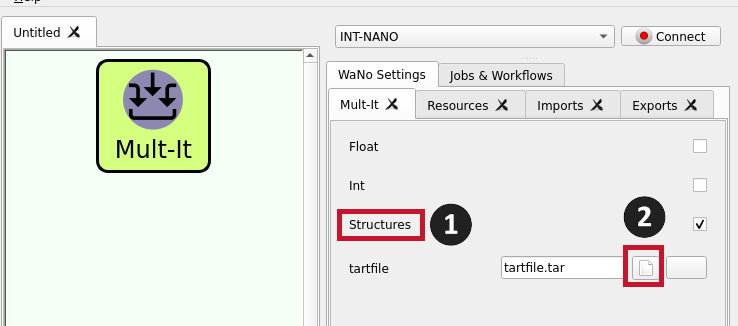 Help
Untitled
INT-NANO
Connect
WaNo Settings
Jobs & Workflows
Mult-It
Resources
Imports
Exports
Mult-It
Float
Int
Structures
1
2
tartfile
tartfile.tar